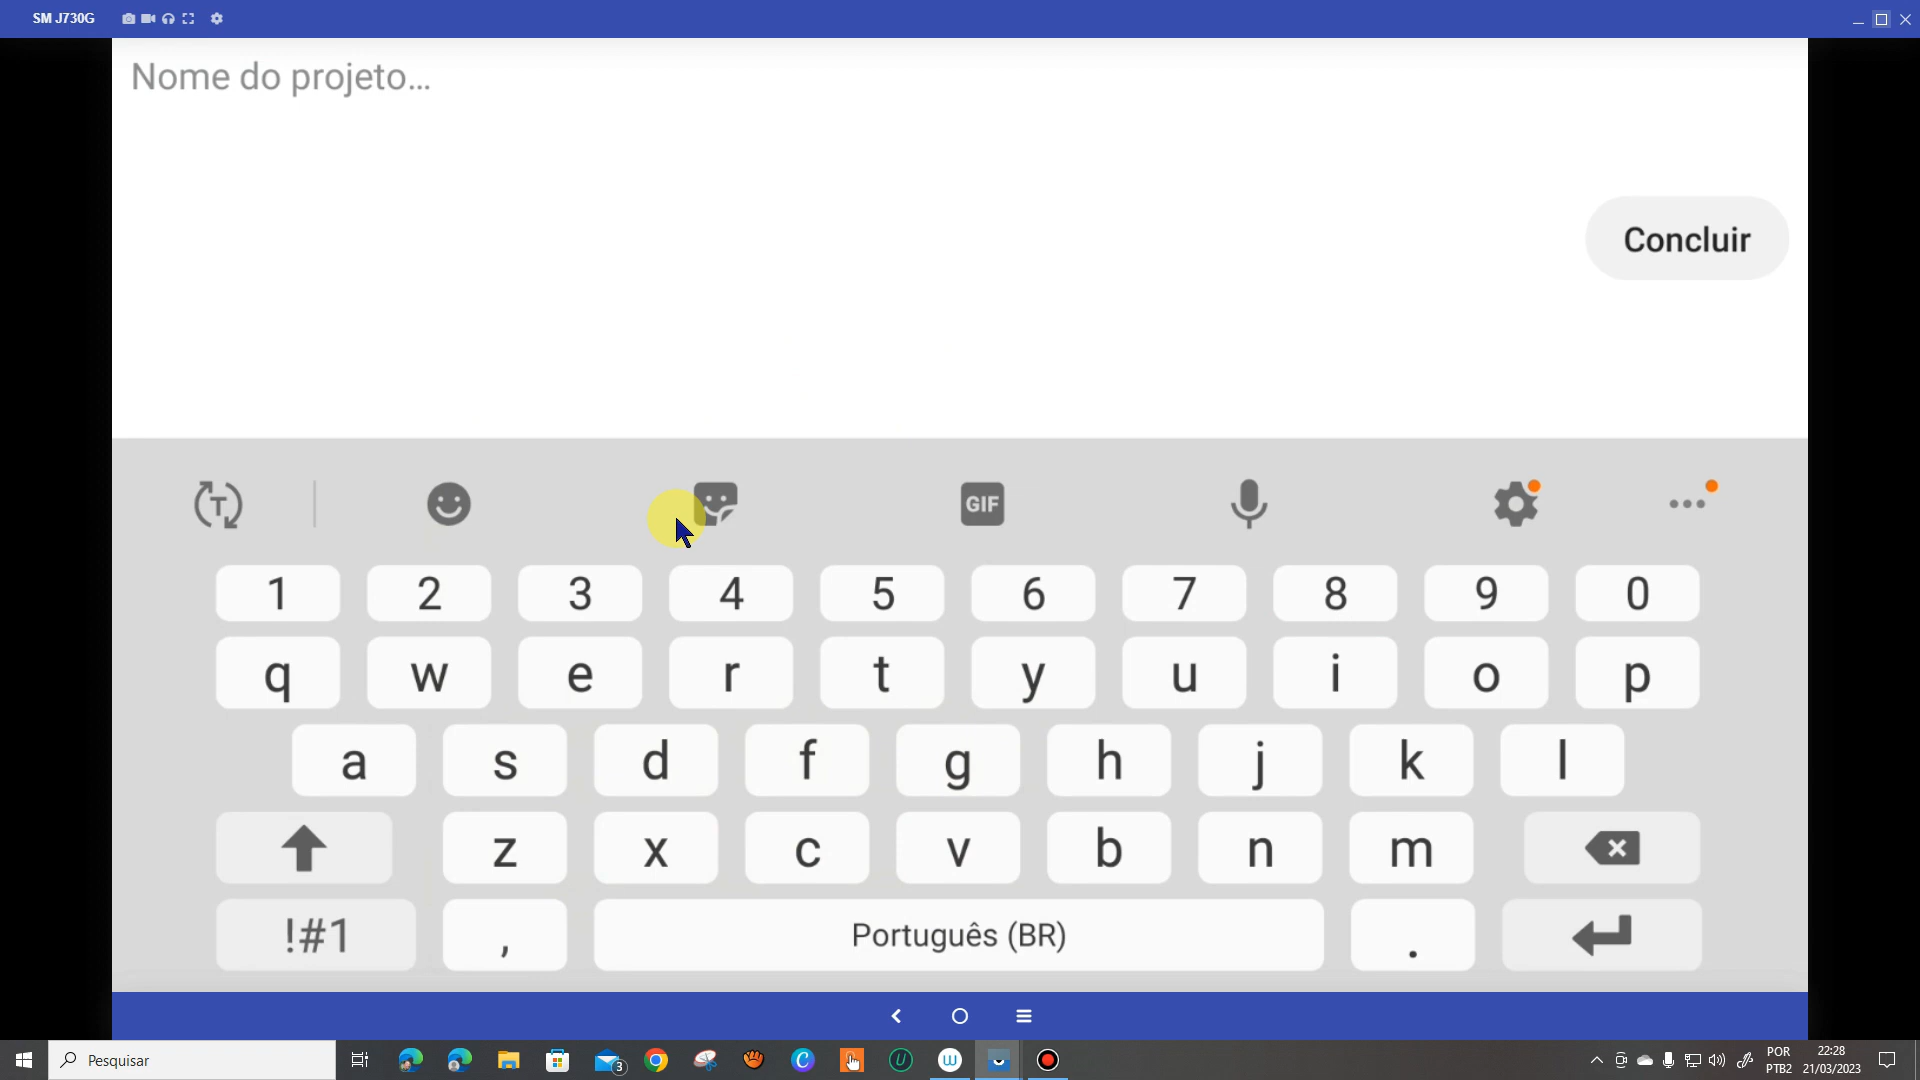 SM J730G
Nome do projeto...
Concluir
T
GIF
1 2 3 4 5 6 7 8 9 0
q w e r t y u i o p
a s d f g h j k l
z x c v b n m
!#1 , Português (BR) .
Pesquisar
3
POR 22:28
PTB2 21/03/2023